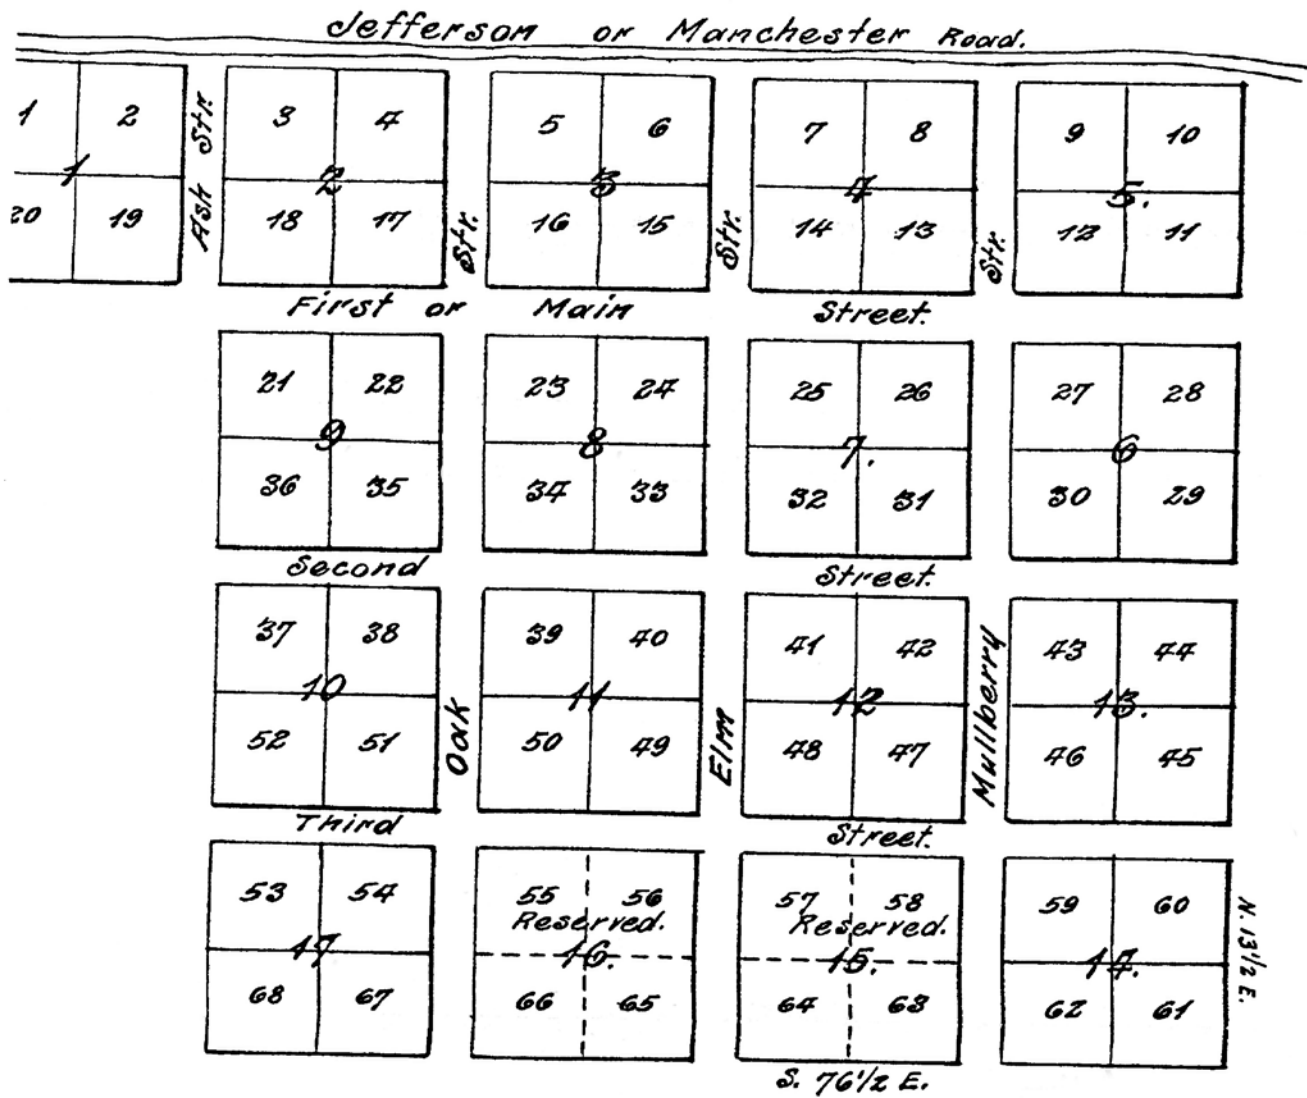 Jefferson or Manchester Road.
1 2 3 4 5 6 7 8 9 10
Ash Str.
1 2 3 4 5.
20 19 18 17 16 15 14 13 12 11
Str. Str. Str.
First or Main Street.
21 22 23 24 25 26 27 28
9 8 7. 6
36 35 34 33 32 31 30 29
Second Street.
37 38 39 40 41 42 43 44
10 11 12 13.
52 51 50 49 48 47 46 45
Oak Elm Mullberry
Third Street.
53 54 55 56 57 58 59 60
Reserved. Reserved.
17 16. 15. 14.
68 67 66 65 64 63 62 61
N. 13 1/2 E.
S. 76 1/2 E.